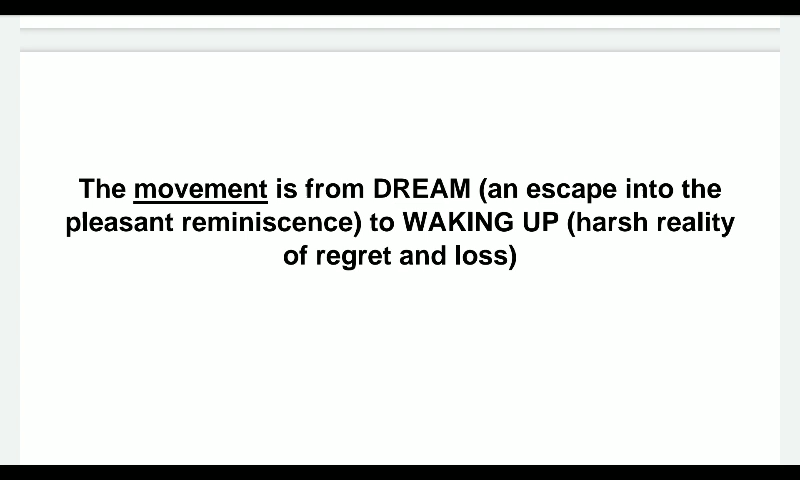 The movement is from DREAM (an escape into the
pleasant reminiscence) to WAKING UP (harsh reality
of regret and loss)